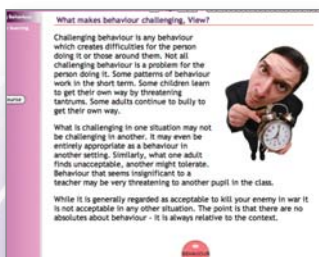 What makes behaviour challenging, View?
Challenging behaviour is any behaviour
which creates difficulties for the person
doing it or those around them. Not all
challenging behaviour is a problem for the
person doing it. Some patterns of behaviour
work in the short term. Some children learn
to get their own way by threatening
tantrums. Some adults continue to bully to
get their own way.
What is challenging in one situation may not
be challenging in another. It may even be
entirely appropriate as a behaviour in
another setting. Similarly, what one adult
finds unacceptable, another might tolerate.
Behaviour that seems insignificant to a
teacher may be very threatening to another pupil in the class.
While it is generally regarded as acceptable to kill your enemy in war it
is not acceptable in any other situation. The point is that there are no
absolutes about behaviour - it is always relative to the context.